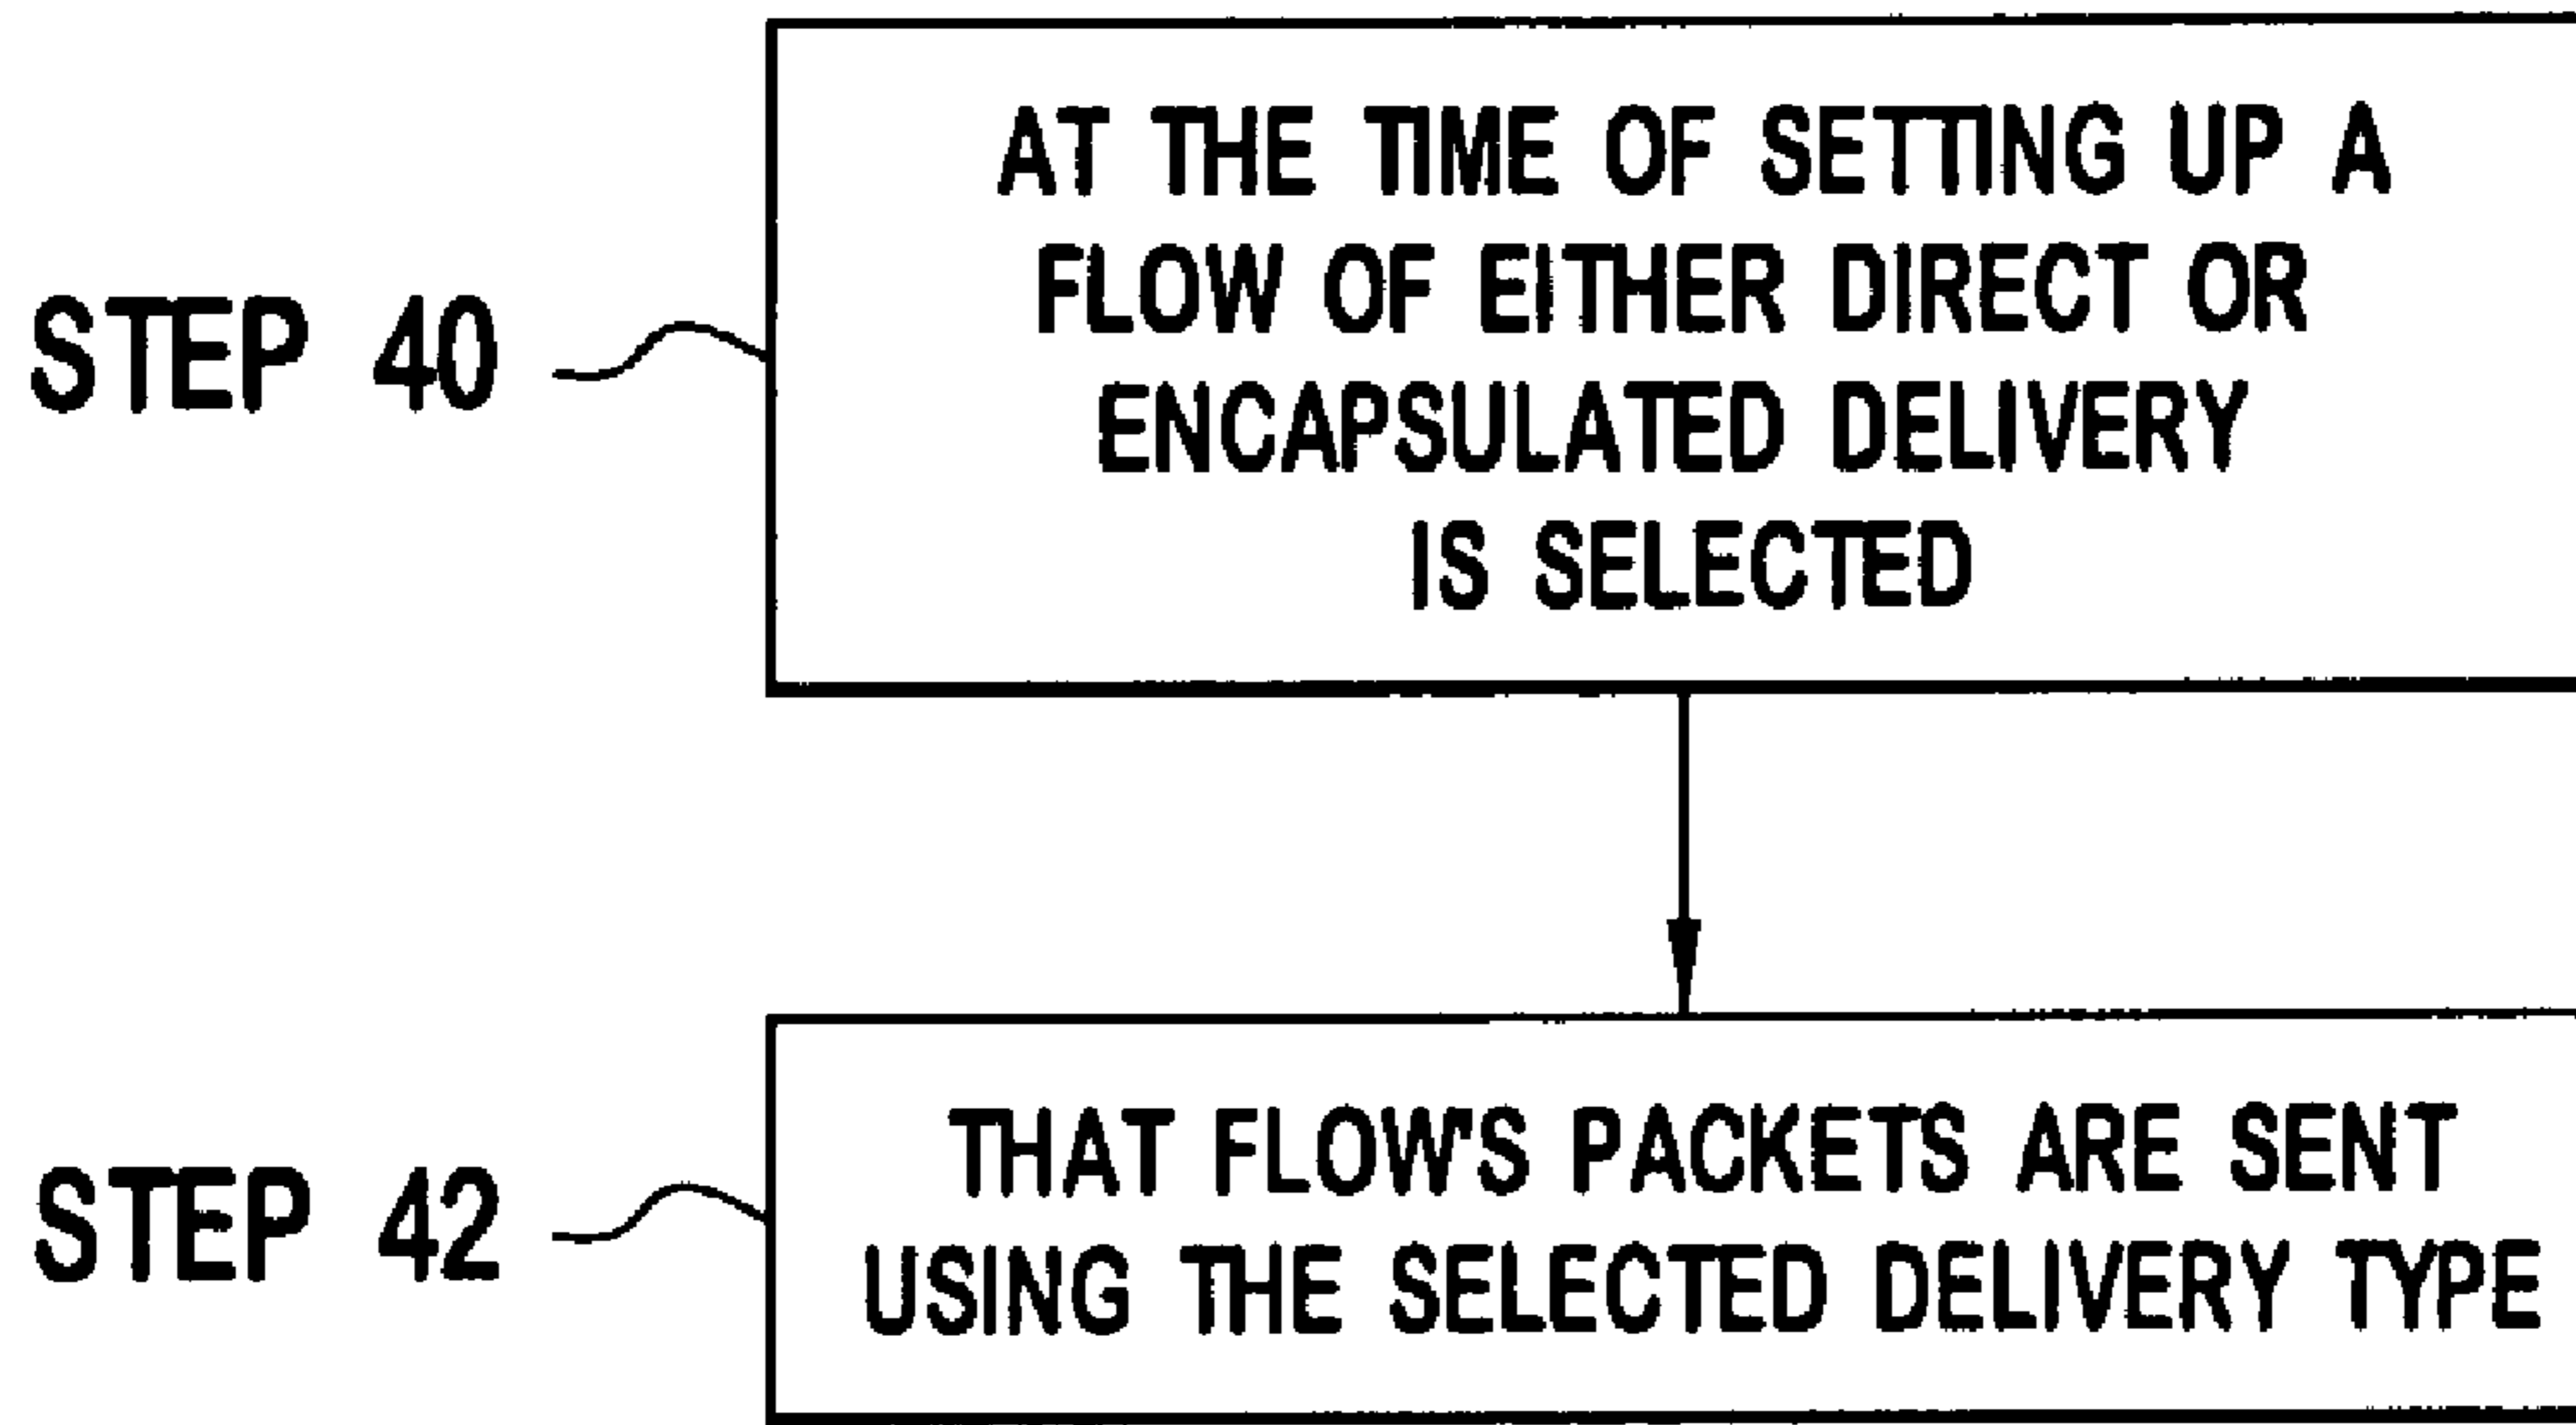 AT THE TIME OF SETTING UP A
FLOW OF EITHER DIRECT OR
STEP 40
ENCAPSULATED DELIVERY
IS SELECTED
THAT FLOW'S PACKETS ARE SENT
STEP 42
USING THE SELECTED DELIVERY TYPE